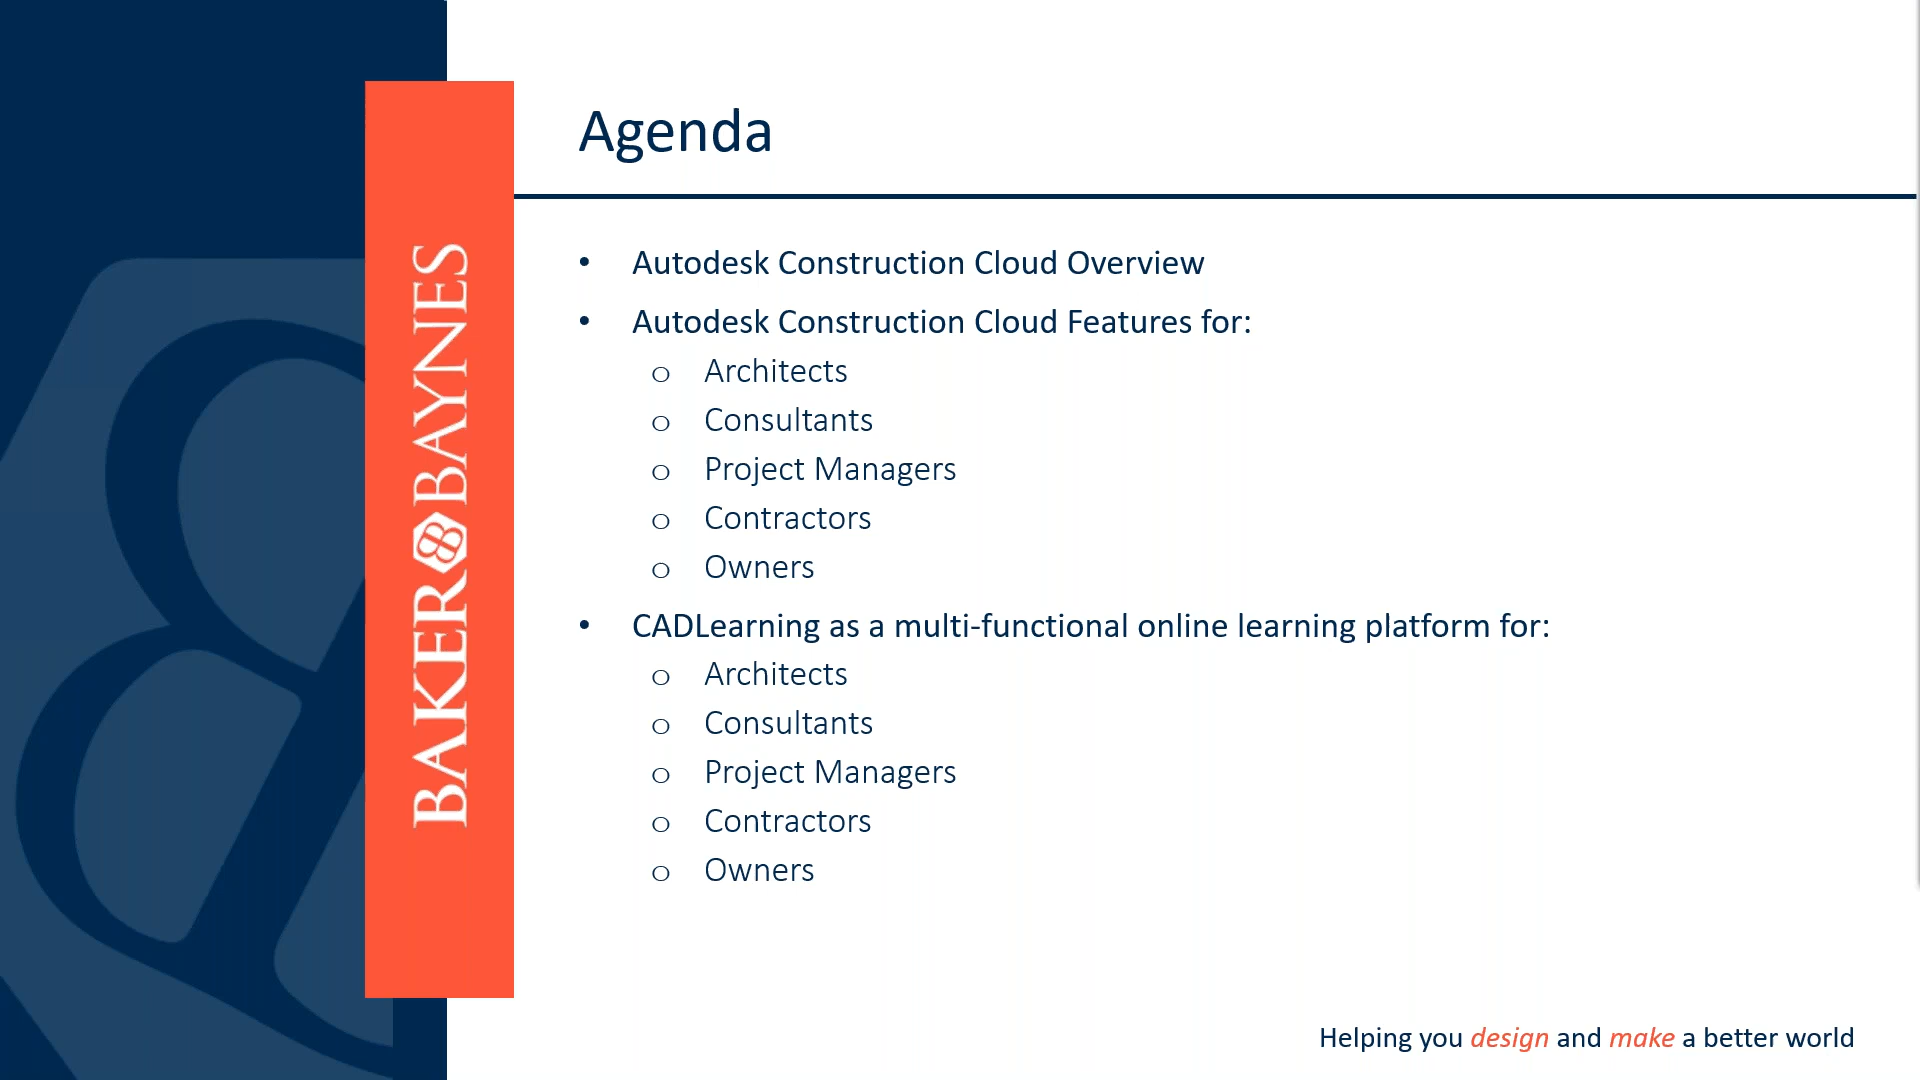 Agenda
BAKER BAYNES
• Autodesk Construction Cloud Overview
• Autodesk Construction Cloud Features for:
o Architects
o Consultants
o Project Managers
o Contractors
o Owners
• CADLearning as a multi-functional online learning platform for:
o Architects
o Consultants
o Project Managers
o Contractors
o Owners
Helping you design and make a better world